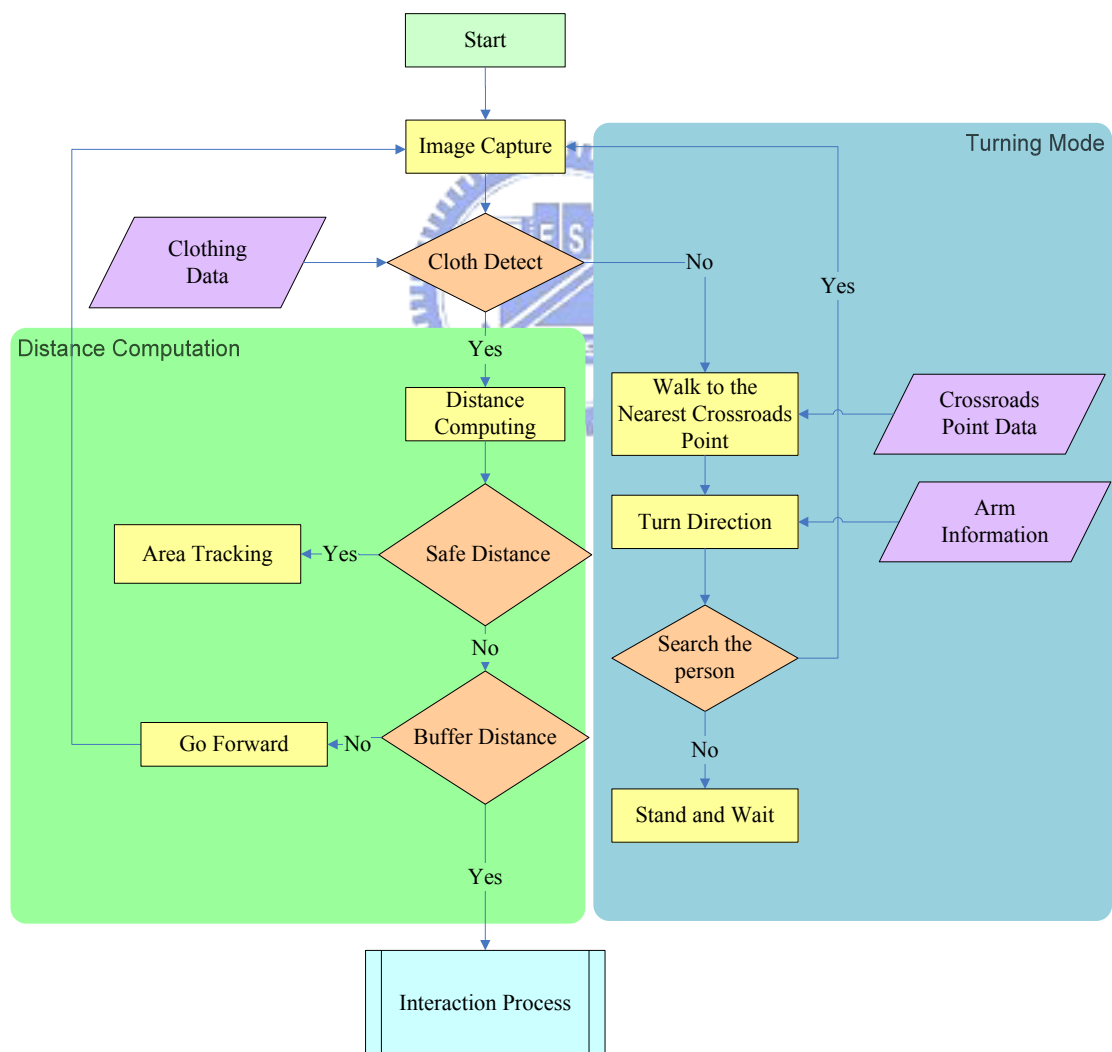 Start
Image Capture
Turning Mode
Clothing
Data
Cloth Detect
No
Yes
Distance Computation
Yes
Distance
Computing
Walk to the
Nearest Crossroads
Point
Crossroads
Point Data
Area Tracking
Yes
Safe Distance
Turn Direction
Arm
Information
No
Search the
person
Go Forward
No
Buffer Distance
No
Stand and Wait
Yes
Interaction Process